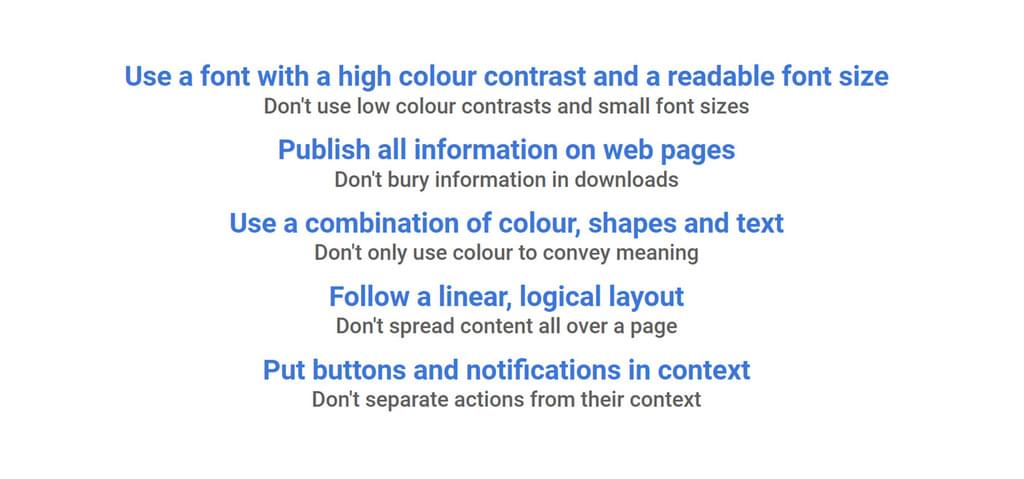 Use a font with a high colour contrast and a readable font size
Don't use low colour contrasts and small font sizes
Publish all information on web pages
Don't bury information in downloads
Use a combination of colour, shapes and text
Don't only use colour to convey meaning
Follow a linear, logical layout
Don't spread content all over a page
Put buttons and notifications in context
Don't separate actions from their context